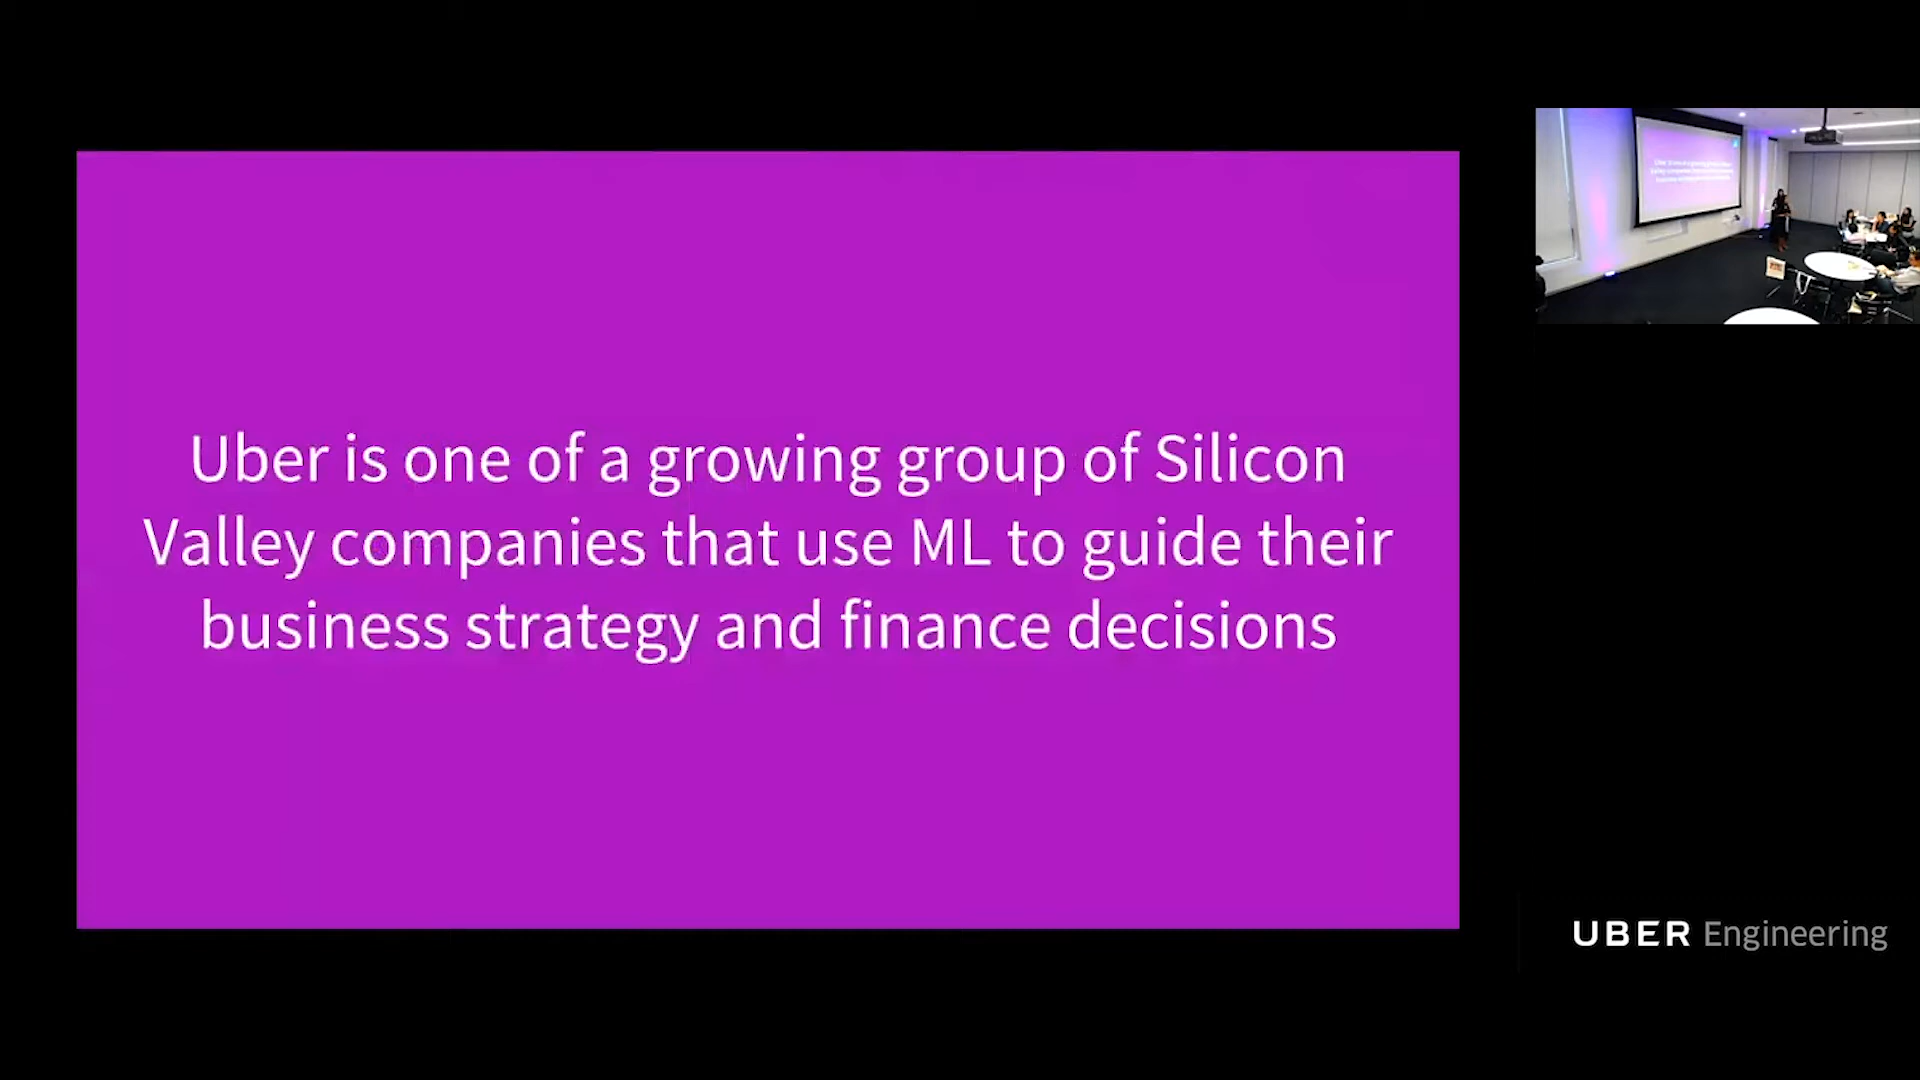 Uber is one of a growing group of Silicon
Valley companies that use ML to guide their
business strategy and finance decisions
UBER Engineering